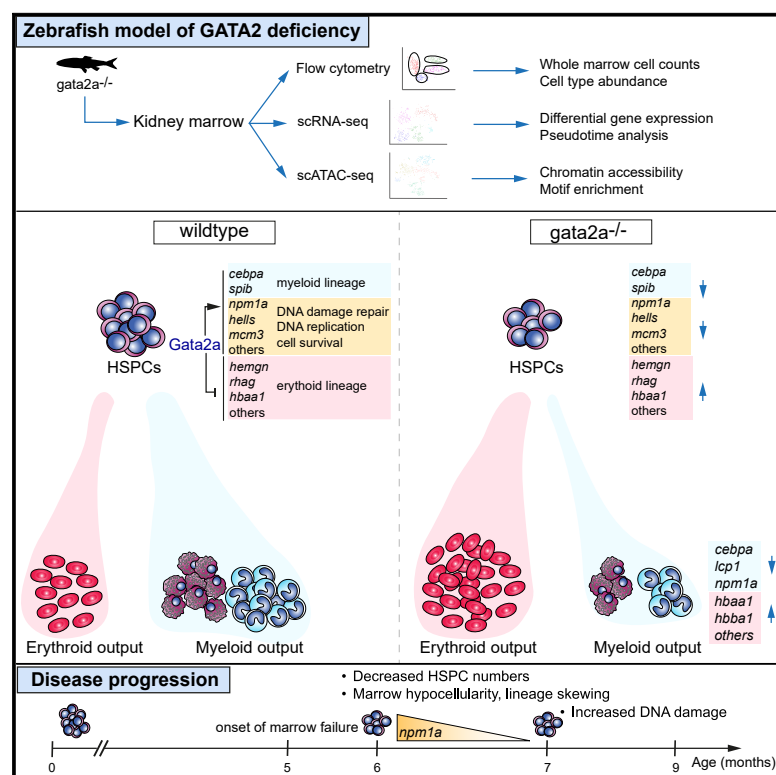 Zebrafish model of GATA2 deficiency
gata2a-/-
Kidney marrow
Flow cytometry
Whole marrow cell counts
Cell type abundance
scRNA-seq
Differential gene expression
Pseudotime analysis
scATAC-seq
Chromatin accessibility
Motif enrichment
wildtype
HSPCs
Gata2a
cebpa
spib
myeloid lineage
npm1a
hells
mcm3
others
DNA damage repair
DNA replication
cell survival
hemgn
rhag
hbaa1
others
erythoid lineage
Erythroid output
Myeloid output
gata2a-/-
HSPCs
cebpa
spib
npm1a
hells
mcm3
others
hemgn
rhag
hbaa1
others
Erythroid output
Myeloid output
cebpa
lcp1
npm1a
hbaa1
hbba1
others
Disease progression
• Decreased HSPC numbers
• Marrow hypocellularity, lineage skewing
• Increased DNA damage
onset of marrow failure
npm1a
0
5
6
7
9
Age (months)